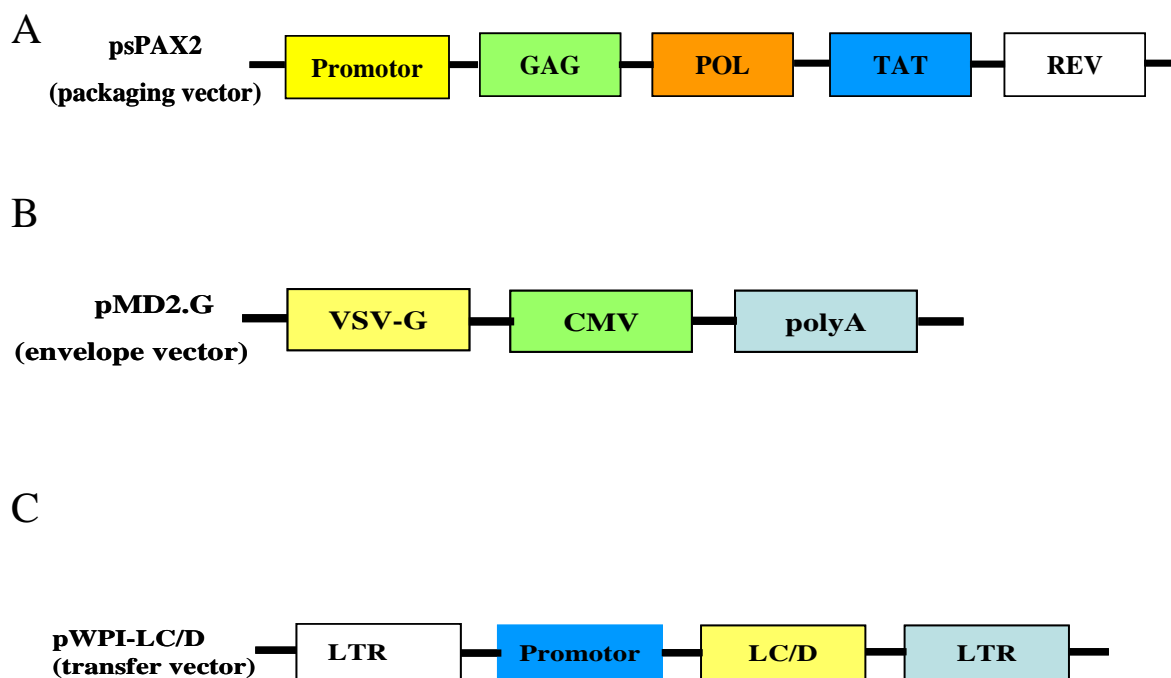 A
psPAX2
(packaging vector)
Promotor
GAG
POL
TAT
REV
B
pMD2.G
(envelope vector)
VSV-G
CMV
polyA
C
pWPI-LC/D
(transfer vector)
LTR
Promotor
LC/D
LTR